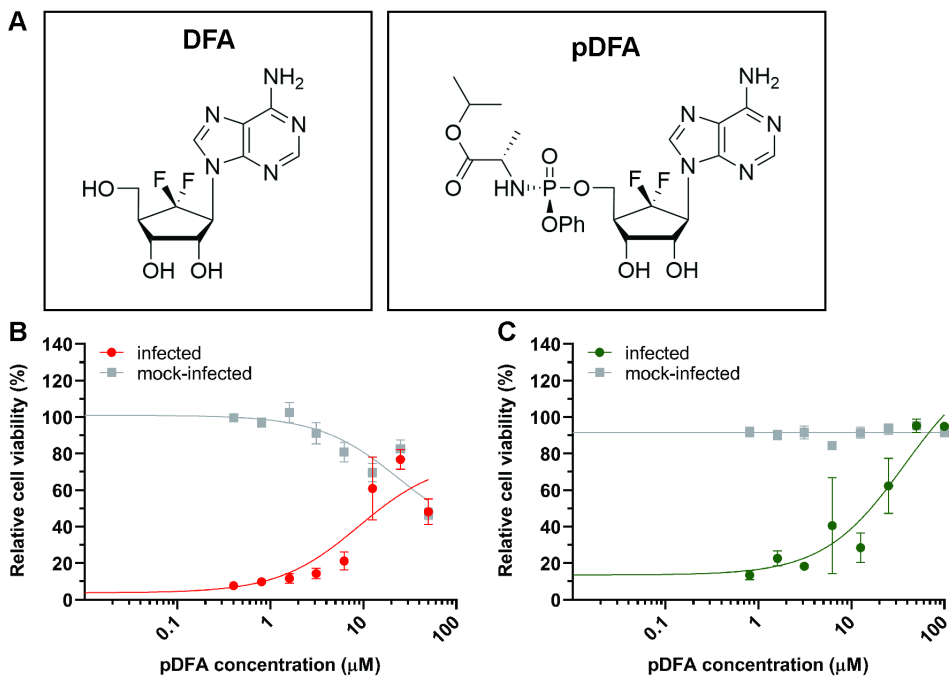 A
DFA
NH2
N
N
N
N
F
F
HO
OH
OH
pDFA
NH2
N
N
N
N
O
O
O
HN
P
O
OPh
F
F
OH
OH
B
infected
mock-infected
Relative cell viability (%)
140
120
100
80
60
40
20
0
0.1
1
10
100
pDFA concentration (μM)
C
infected
mock-infected
Relative cell viability (%)
140
120
100
80
60
40
20
0
0.1
1
10
100
pDFA concentration (μM)